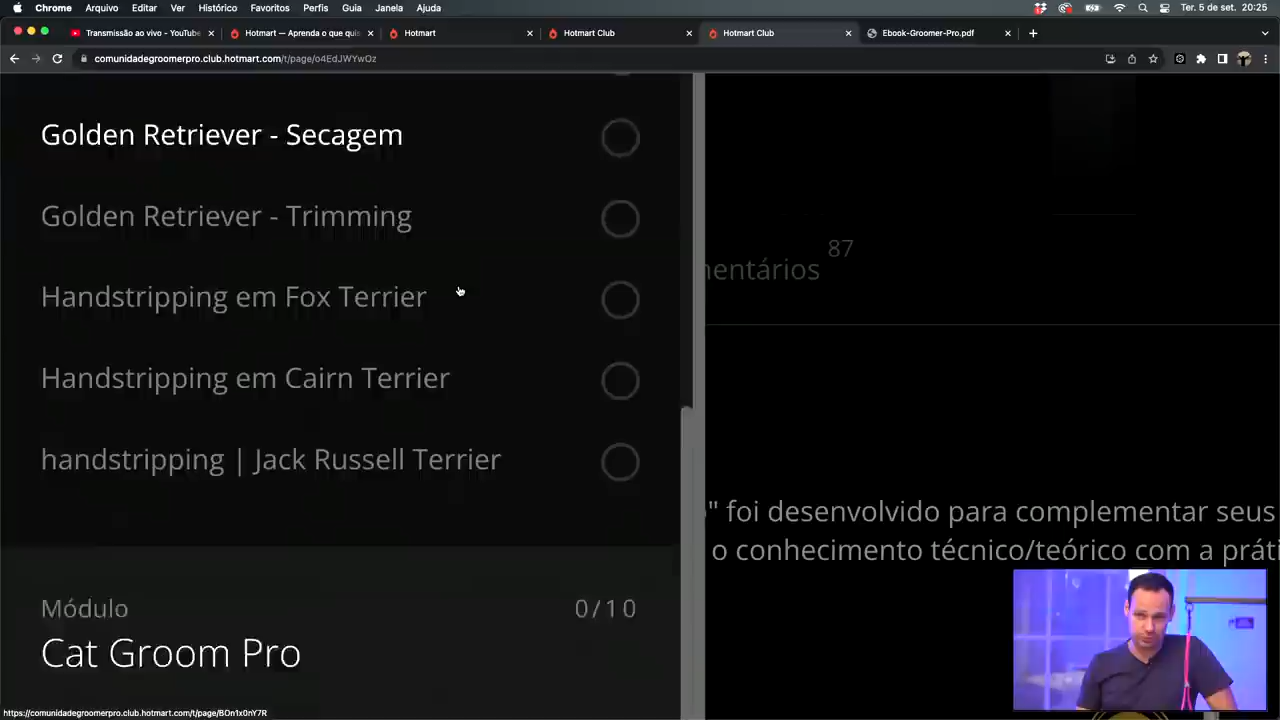 Chrome Arquivo Editar Ver Histórico Favoritos Perfis Guia Janela Ajuda
Ter. 5 de set. 20:25
Transmissão ao vivo - YouTube
Hotmart — Aprenda o que quis
Hotmart
Hotmart Club
Hotmart Club
Ebook-Groomer-Pro.pdf
comunidadegroomerpro.club.hotmart.com/t/page/o4EdJWYwOz
Golden Retriever - Secagem
Golden Retriever - Trimming
87
mentários
Handstripping em Fox Terrier
Handstripping em Cairn Terrier
handstripping | Jack Russell Terrier
" foi desenvolvido para complementar seus
o conhecimento técnico/teórico com a práti
Módulo 0/10
Cat Groom Pro
https://comunidadegroomerpro.club.hotmart.com/t/page/BOn1x0nY7R